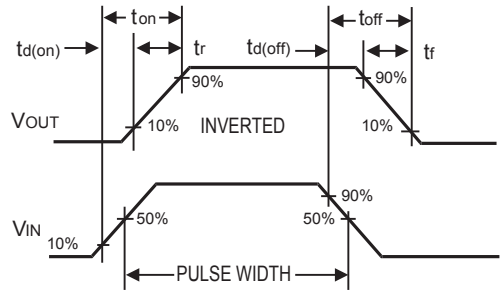 ton toff
td(on) tr td(off) tf
90% 90%
VOUT 10% INVERTED 10%
90%
50% 50%
VIN 10%
PULSE WIDTH